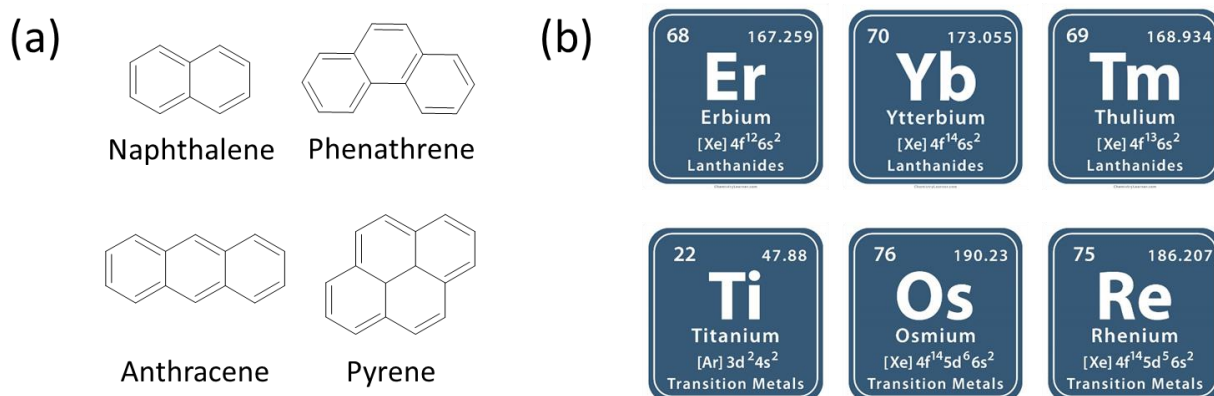 (a)
Naphthalene
Phenathrene
Anthracene
Pyrene
(b)
68 167.259
Er
Erbium
[Xe] 4f¹²6s²
Lanthanides
70 173.055
Yb
Ytterbium
[Xe] 4f¹⁴6s²
Lanthanides
69 168.934
Tm
Thulium
[Xe] 4f¹³6s²
Lanthanides
22 47.88
Ti
Titanium
[Ar] 3d²4s²
Transition Metals
76 190.23
Os
Osmium
[Xe] 4f¹⁴5d⁶6s²
Transition Metals
75 186.207
Re
Rhenium
[Xe] 4f¹⁴5d⁵6s²
Transition Metals